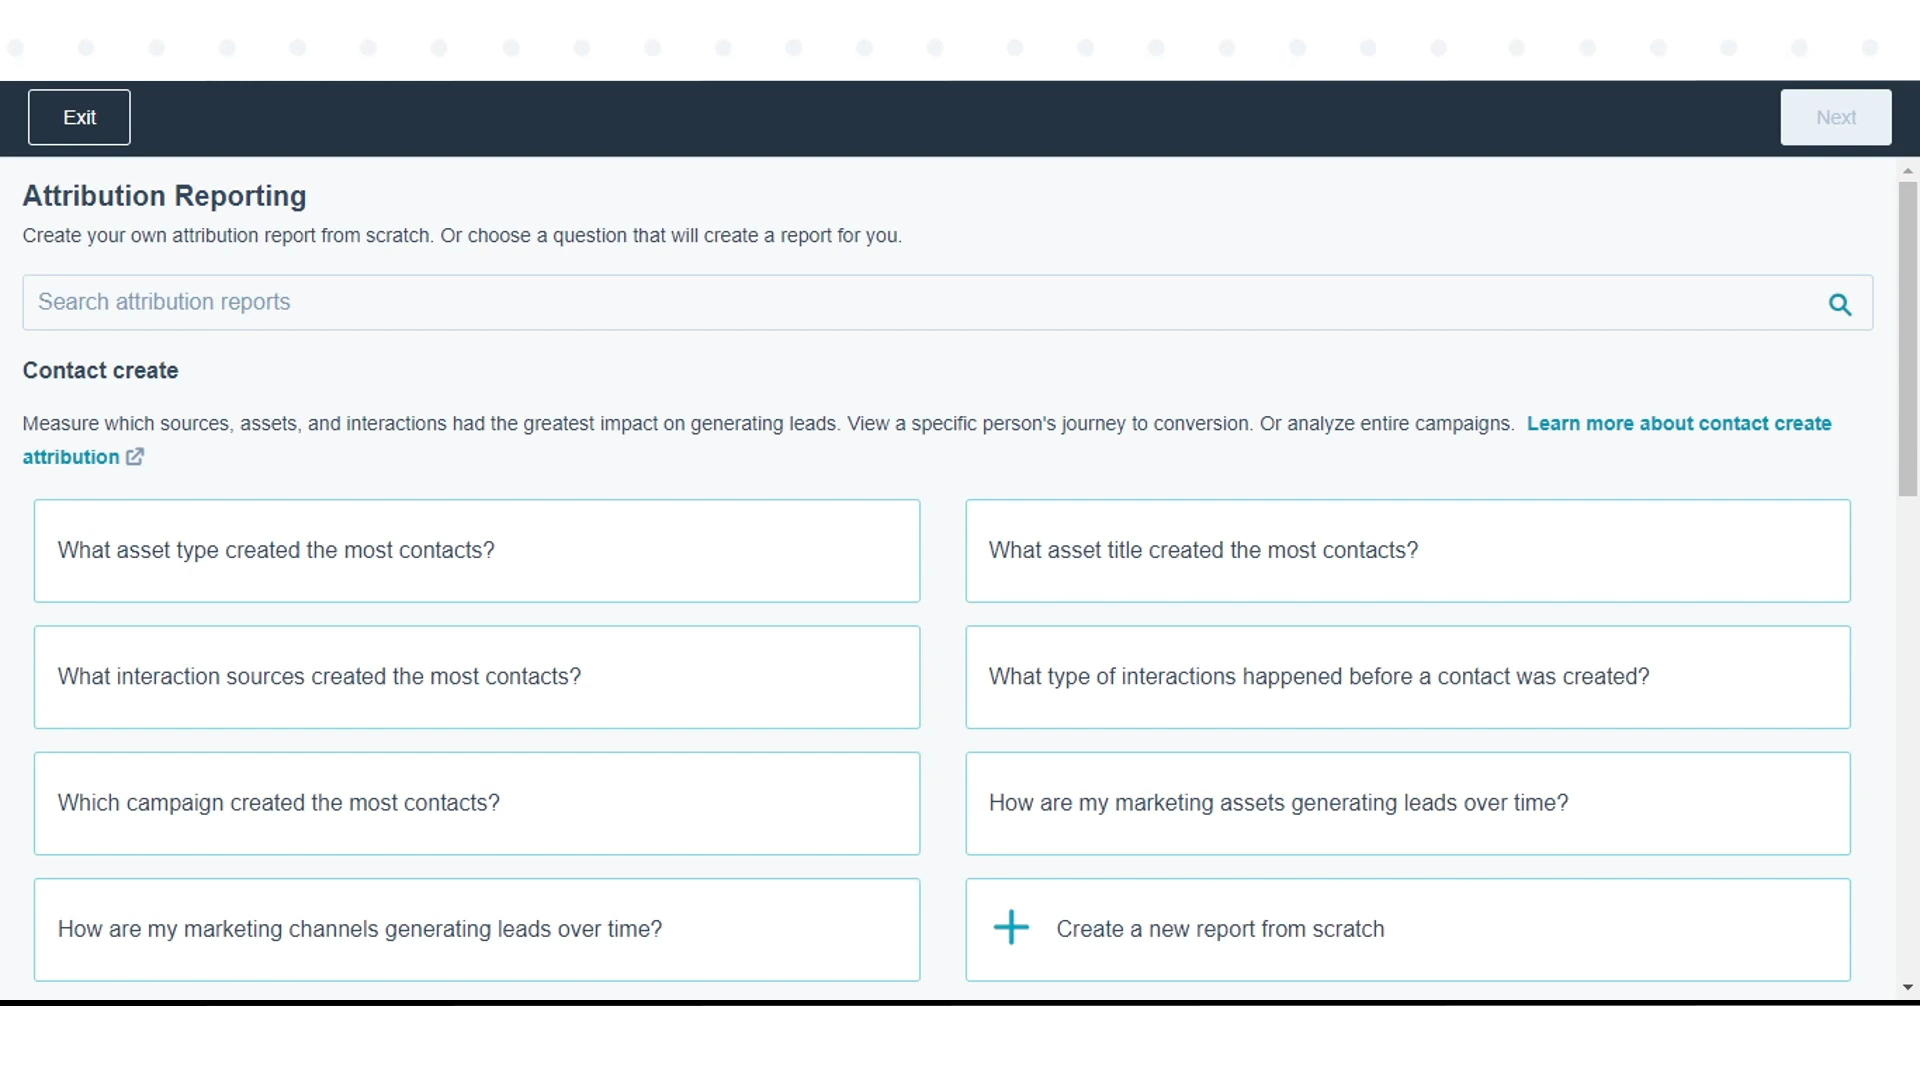 Exit
Next
Attribution Reporting
Create your own attribution report from scratch. Or choose a question that will create a report for you.
Search attribution reports
Contact create
Measure which sources, assets, and interactions had the greatest impact on generating leads. View a specific person's journey to conversion. Or analyze entire campaigns. Learn more about contact create
attribution
What asset type created the most contacts?
What asset title created the most contacts?
What interaction sources created the most contacts?
What type of interactions happened before a contact was created?
Which campaign created the most contacts?
How are my marketing assets generating leads over time?
How are my marketing channels generating leads over time?
Create a new report from scratch